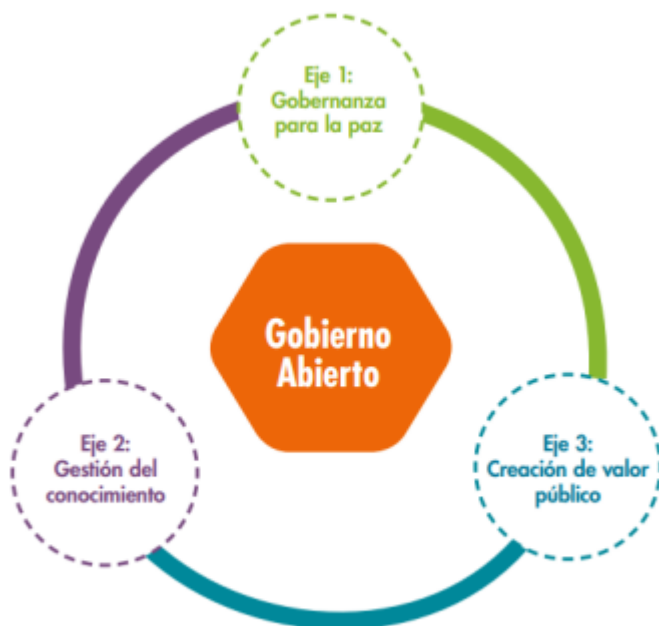 Eje 1:
Gobernanza
para la paz
Gobierno
Abierto
Eje 2:
Gestión del
conocimiento
Eje 3:
Creación de valor
público